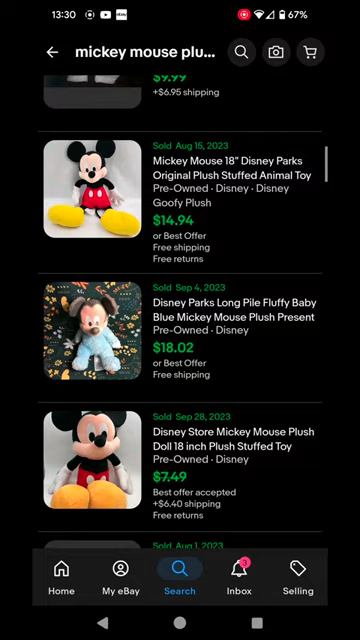 13:30
67%
mickey mouse plu...
$9.99
+$6.95 shipping
Sold Aug 15, 2023
Mickey Mouse 18" Disney Parks
Original Plush Stuffed Animal Toy
Pre-Owned · Disney · Disney
Goofy Plush
$14.94
or Best Offer
Free shipping
Free returns
Sold Sep 4, 2023
Disney Parks Long Pile Fluffy Baby
Blue Mickey Mouse Plush Present
Pre-Owned · Disney
$18.02
or Best Offer
Free shipping
Sold Sep 28, 2023
Disney Store Mickey Mouse Plush
Doll 18 inch Plush Stuffed Toy
Pre-Owned · Disney
$7.49
Best offer accepted
+$6.40 shipping
Free returns
Sold Aug 1, 2023
3
Home
My eBay
Search
Inbox
Selling